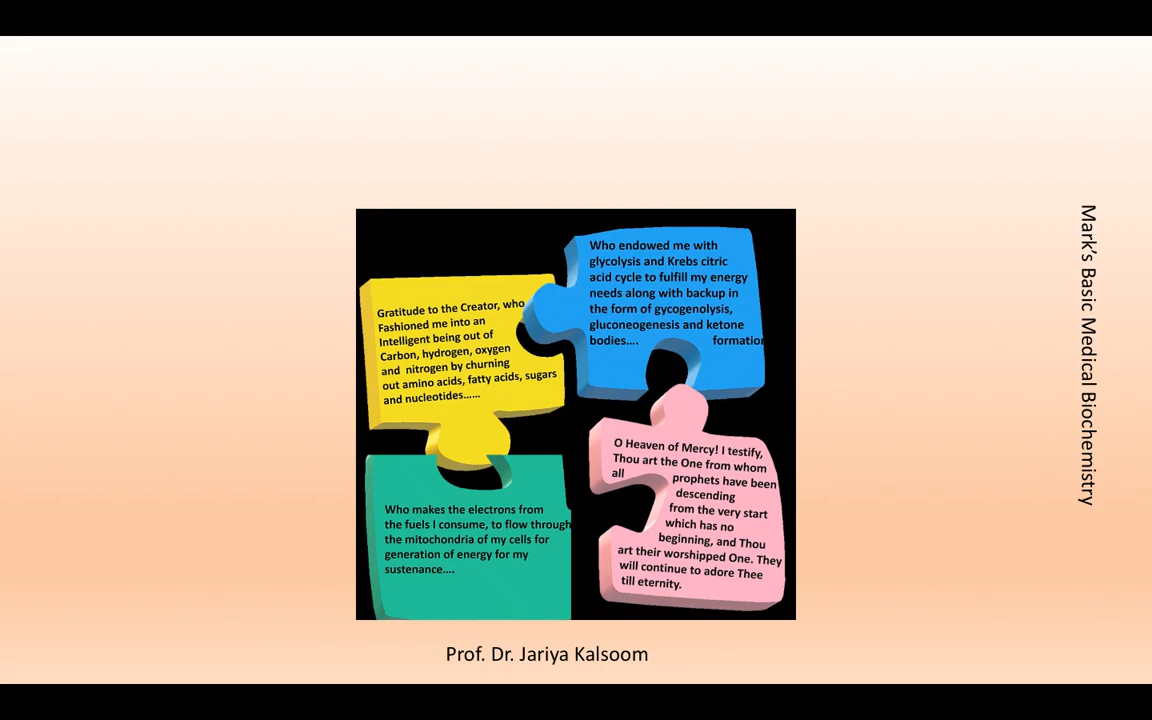 Gratitude to the Creator, who
Fashioned me into an
Intelligent being out of
Carbon, hydrogen, oxygen
and nitrogen by churning
out amino acids, fatty acids, sugars
and nucleotides......
Who endowed me with
glycolysis and Krebs citric
acid cycle to fulfill my energy
needs along with backup in
the form of gycogenolysis,
gluconeogenesis and ketone
bodies.... formation
Who makes the electrons from
the fuels I consume, to flow through
the mitochondria of my cells for
generation of energy for my
sustenance....
O Heaven of Mercy! I testify,
Thou art the One from whom
all prophets have been
descending
from the very start
which has no
beginning, and Thou
art their worshipped One. They
will continue to adore Thee
till eternity.
Prof. Dr. Jariya Kalsoom
Mark's Basic Medical Biochemistry